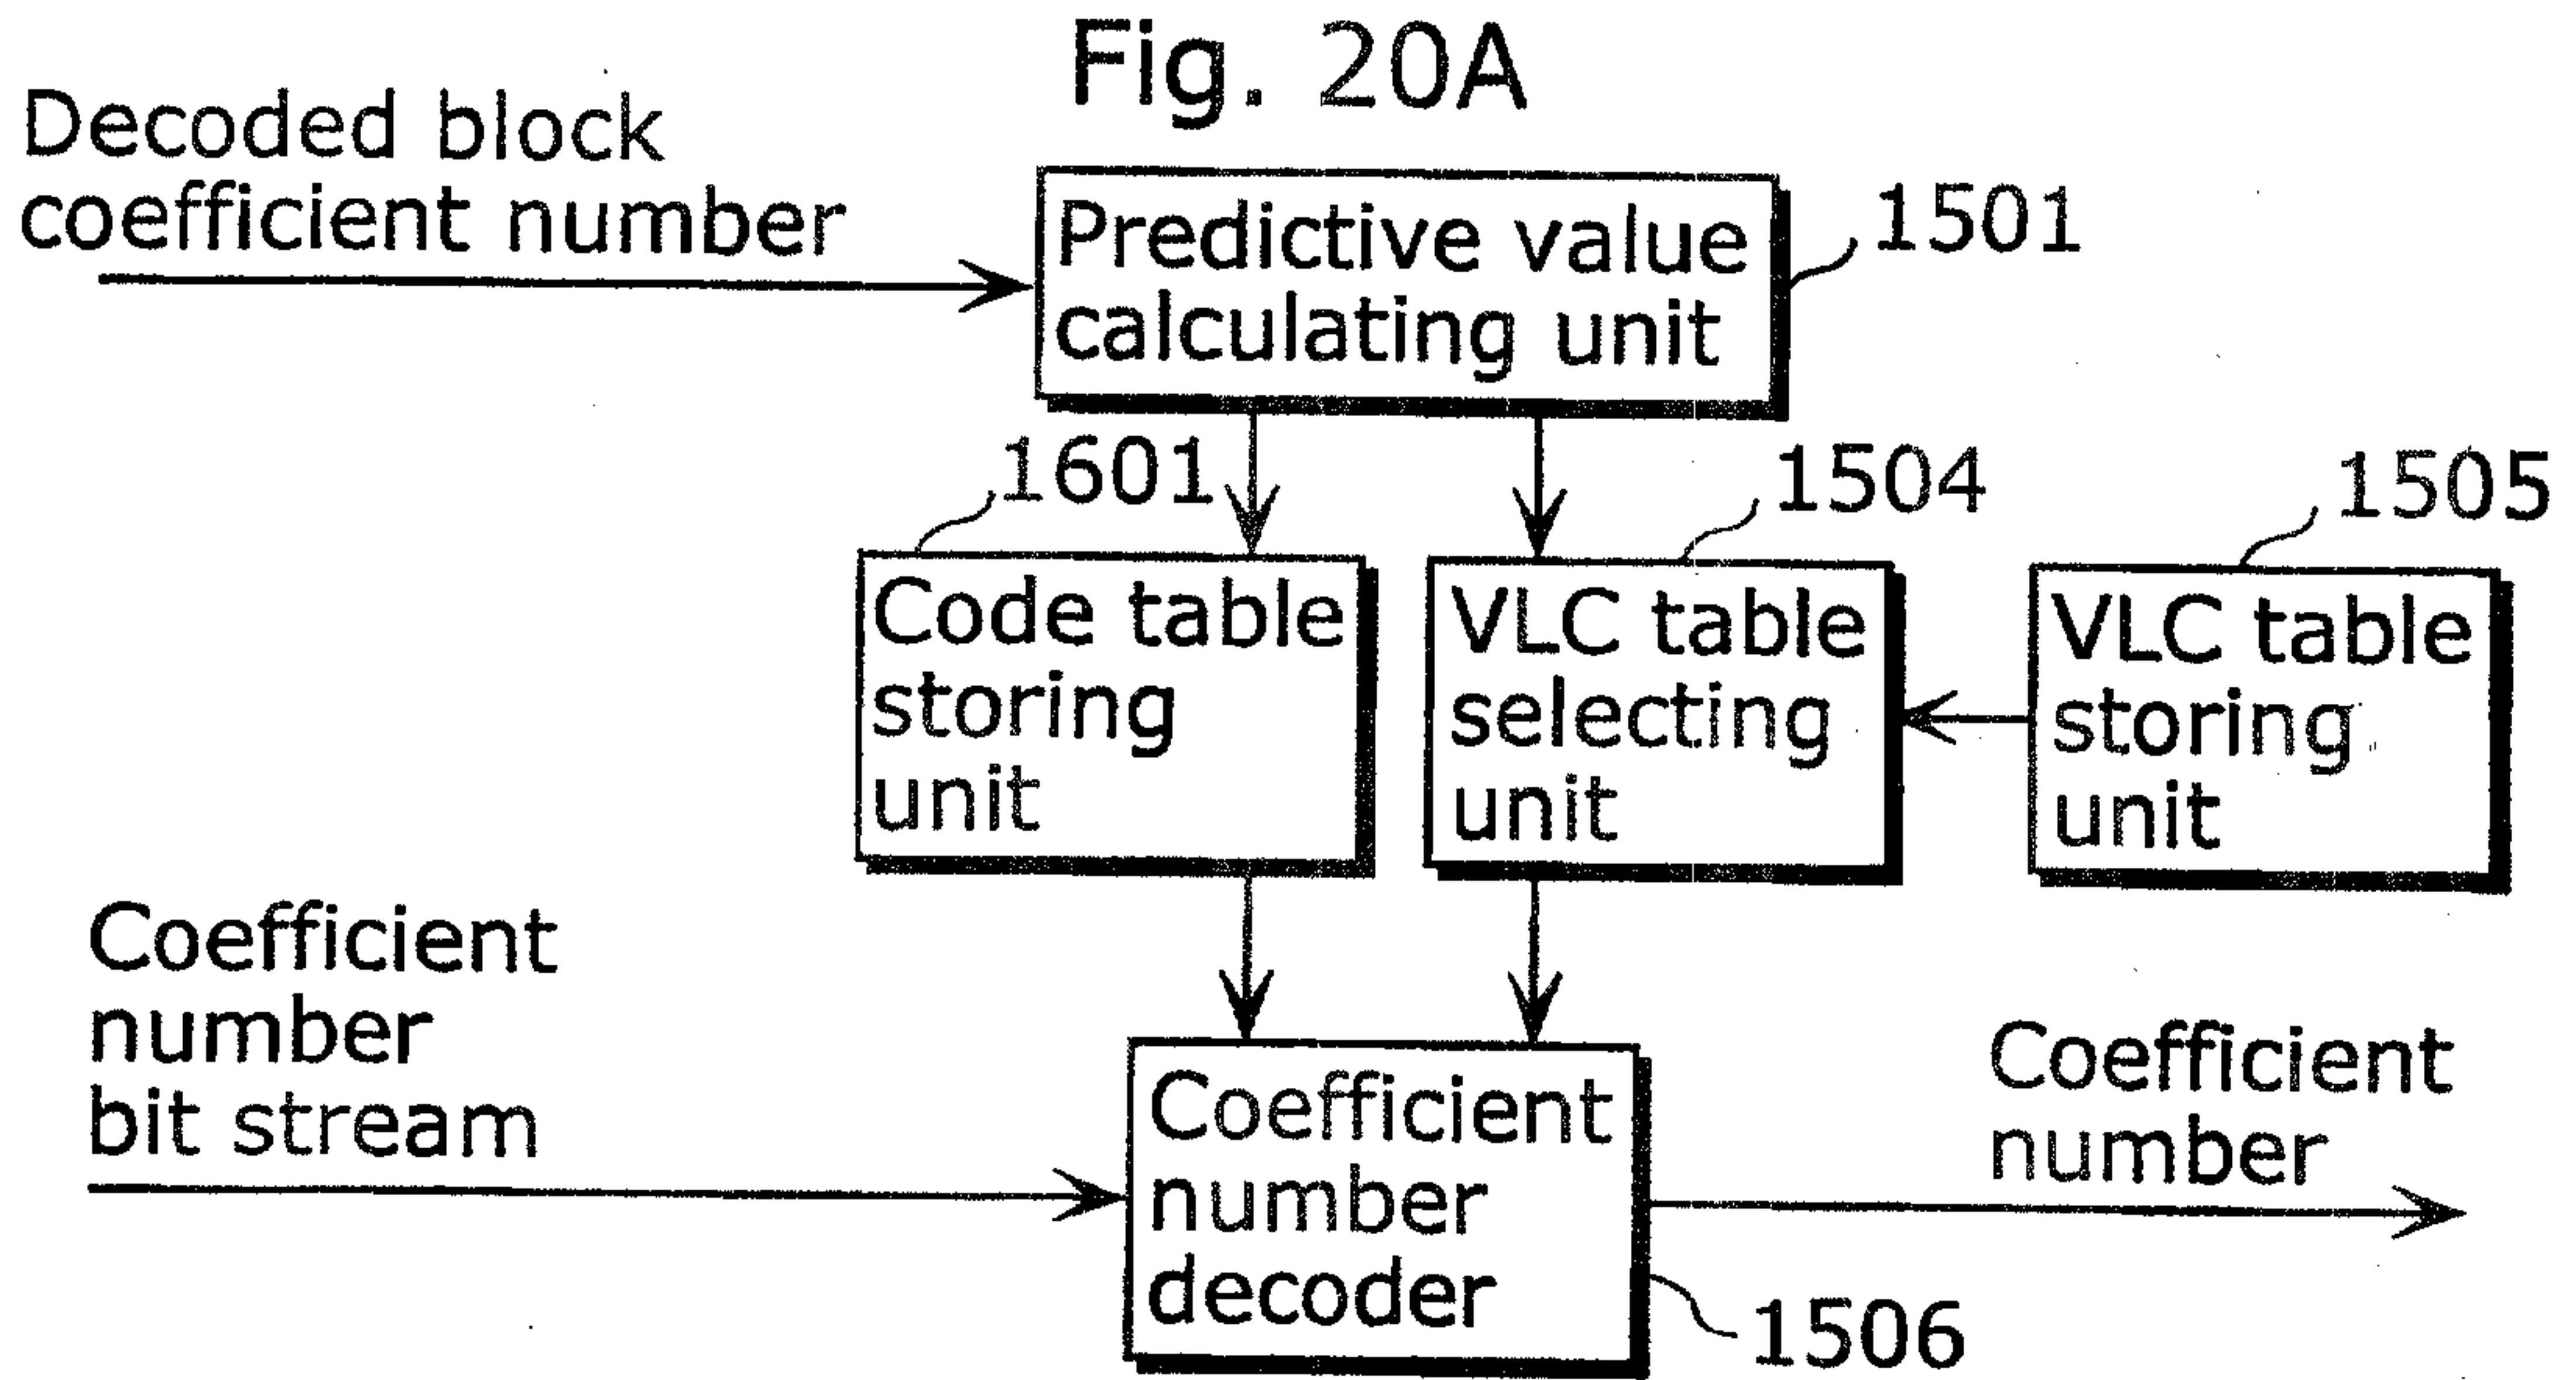 Fig. 20A
Decoded block
coefficient number
Predictive value
calculating unit
1501
1601
1504
1505
Code table
storing
unit
VLC table
selecting
unit
VLC table
storing
unit
Coefficient
number
bit stream
Coefficient
number
decoder
Coefficient
number
1506